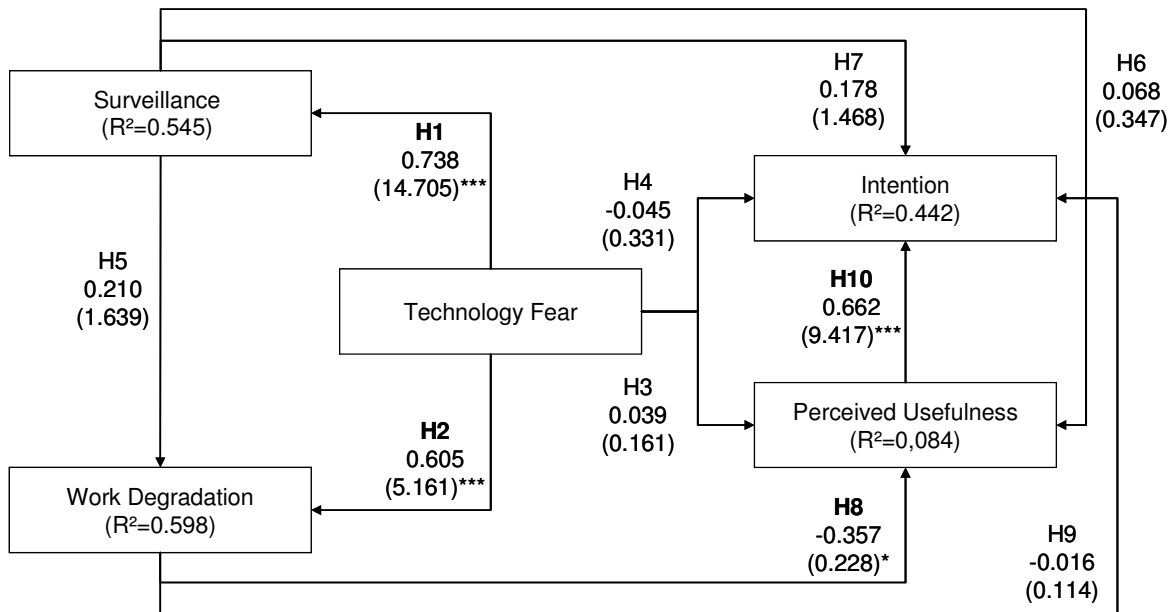 H7
0.178
(1.468)
H6
0.068
(0.347)
Surveillance
(R²=0.545)
H1
0.738
(14.705)***
H4
-0.045
(0.331)
Intention
(R²=0.442)
H5
0.210
(1.639)
Technology Fear
H10
0.662
(9.417)***
H3
0.039
(0.161)
Perceived Usefulness
(R²=0,084)
H2
0.605
(5.161)***
Work Degradation
(R²=0.598)
H8
-0.357
(0.228)*
H9
-0.016
(0.114)